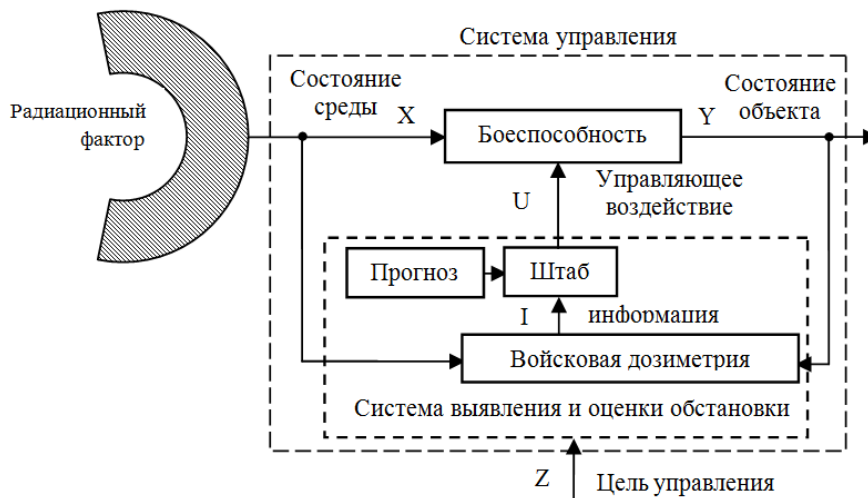 Система управления
Состояние
среды
Состояние
объекта
Радиационный
фактор
X
Боеспособность
Y
U
Управляющее
воздействие
Прогноз
Штаб
I
информация
Войсковая дозиметрия
Система выявления и оценки обстановки
Z
Цель управления